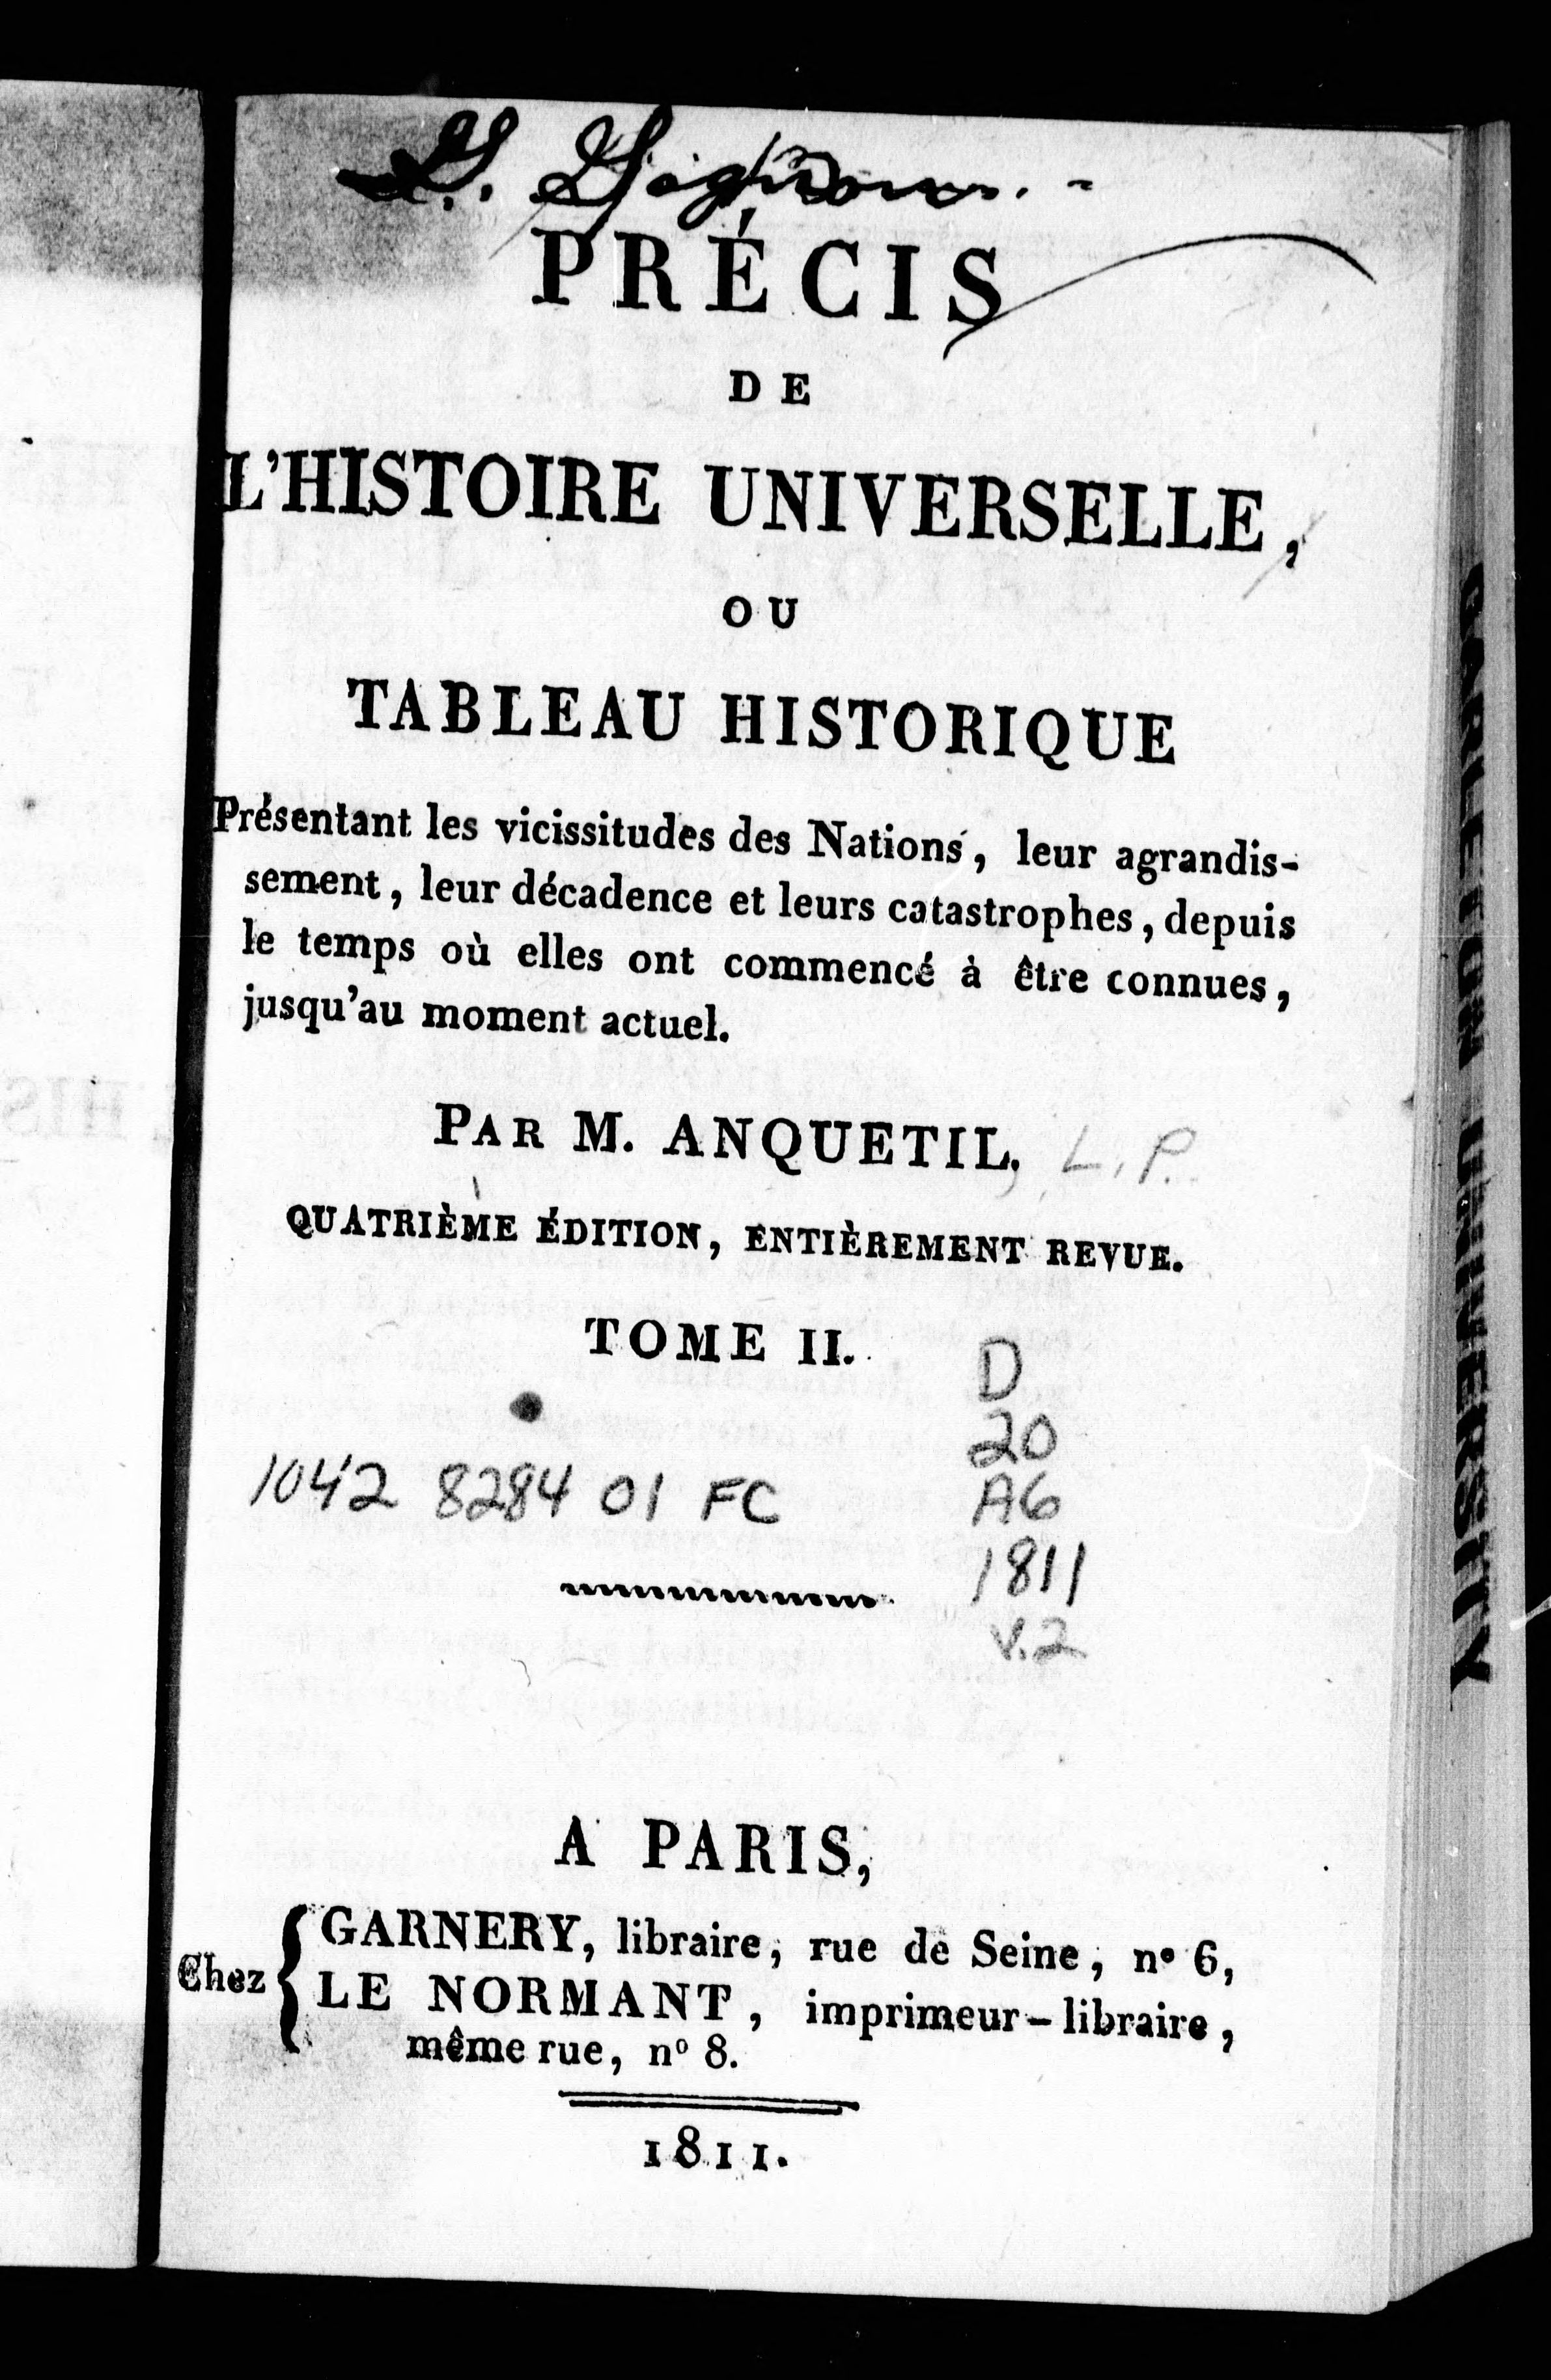 PRÉCIS
DE
L'HISTOIRE UNIVERSELLE,
OU
TABLEAU HISTORIQUE
Présentant les vicissitudes des Nations, leur agrandis-
sement, leur décadence et leurs catastrophes, depuis
le temps où elles ont commencé à être connues,
jusqu'au moment actuel.
PAR M. ANQUETIL, L. P.
QUATRIÈME ÉDITION, ENTIÈREMENT REVUE.
TOME II.
D
20
A6
1811
V.2
1042 8284 01 FC
A PARIS,
Chez
GARNERY, libraire, rue de Seine, nº 6,
LE NORMANT, imprimeur-libraire,
même rue, nº 8.
1811.
CARLETON UNIVERSITY